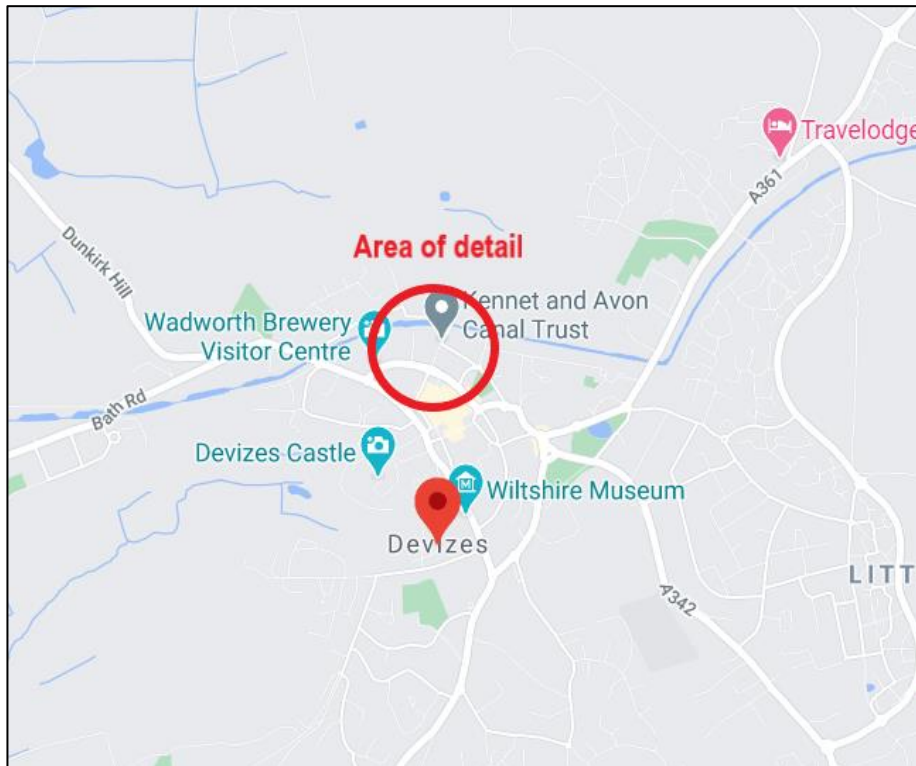 Travelodge
A361
Dunkirk Hill
Area of detail
Kennet and Avon
Canal Trust
Wadworth Brewery
Visitor Centre
Bath Rd
Devizes Castle
Wiltshire Museum
Devizes
LITT
A342